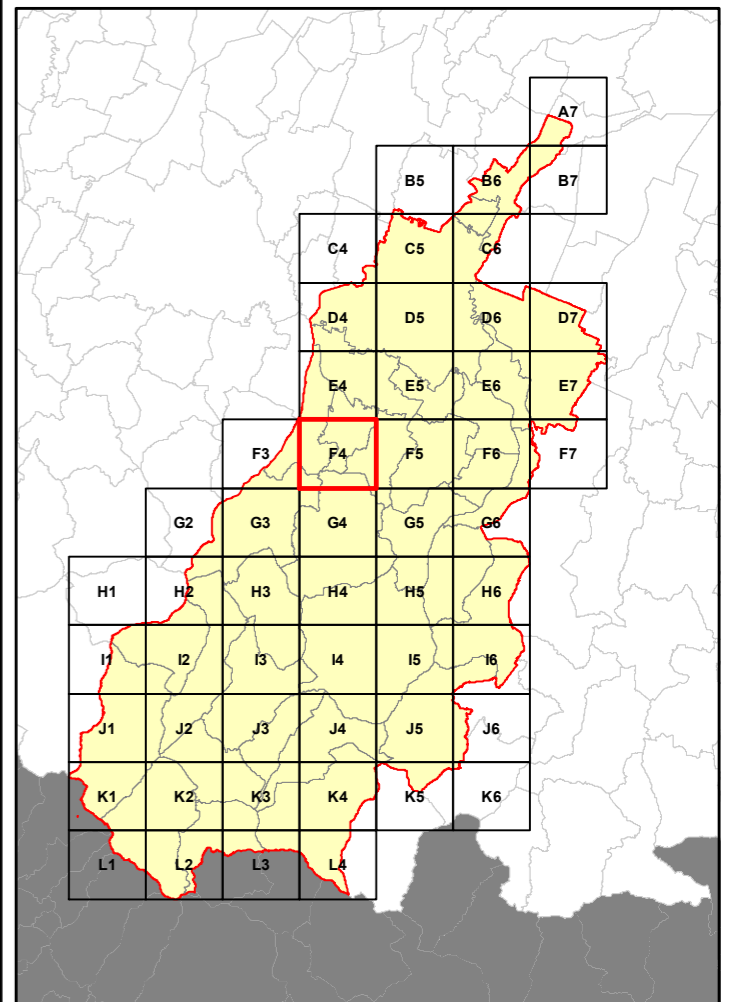 A7
B5 B6 B7
C4 C5 C6
D4 D5 D6 D7
E4 E5 E6 E7
F3 F4 F5 F6 F7
G2 G3 G4 G5 G6
H1 H2 H3 H4 H5 H6
I1 I2 I3 I4 I5 I6
J1 J2 J3 J4 J5 J6
K1 K2 K3 K4 K5 K6
L1 L2 L3 L4